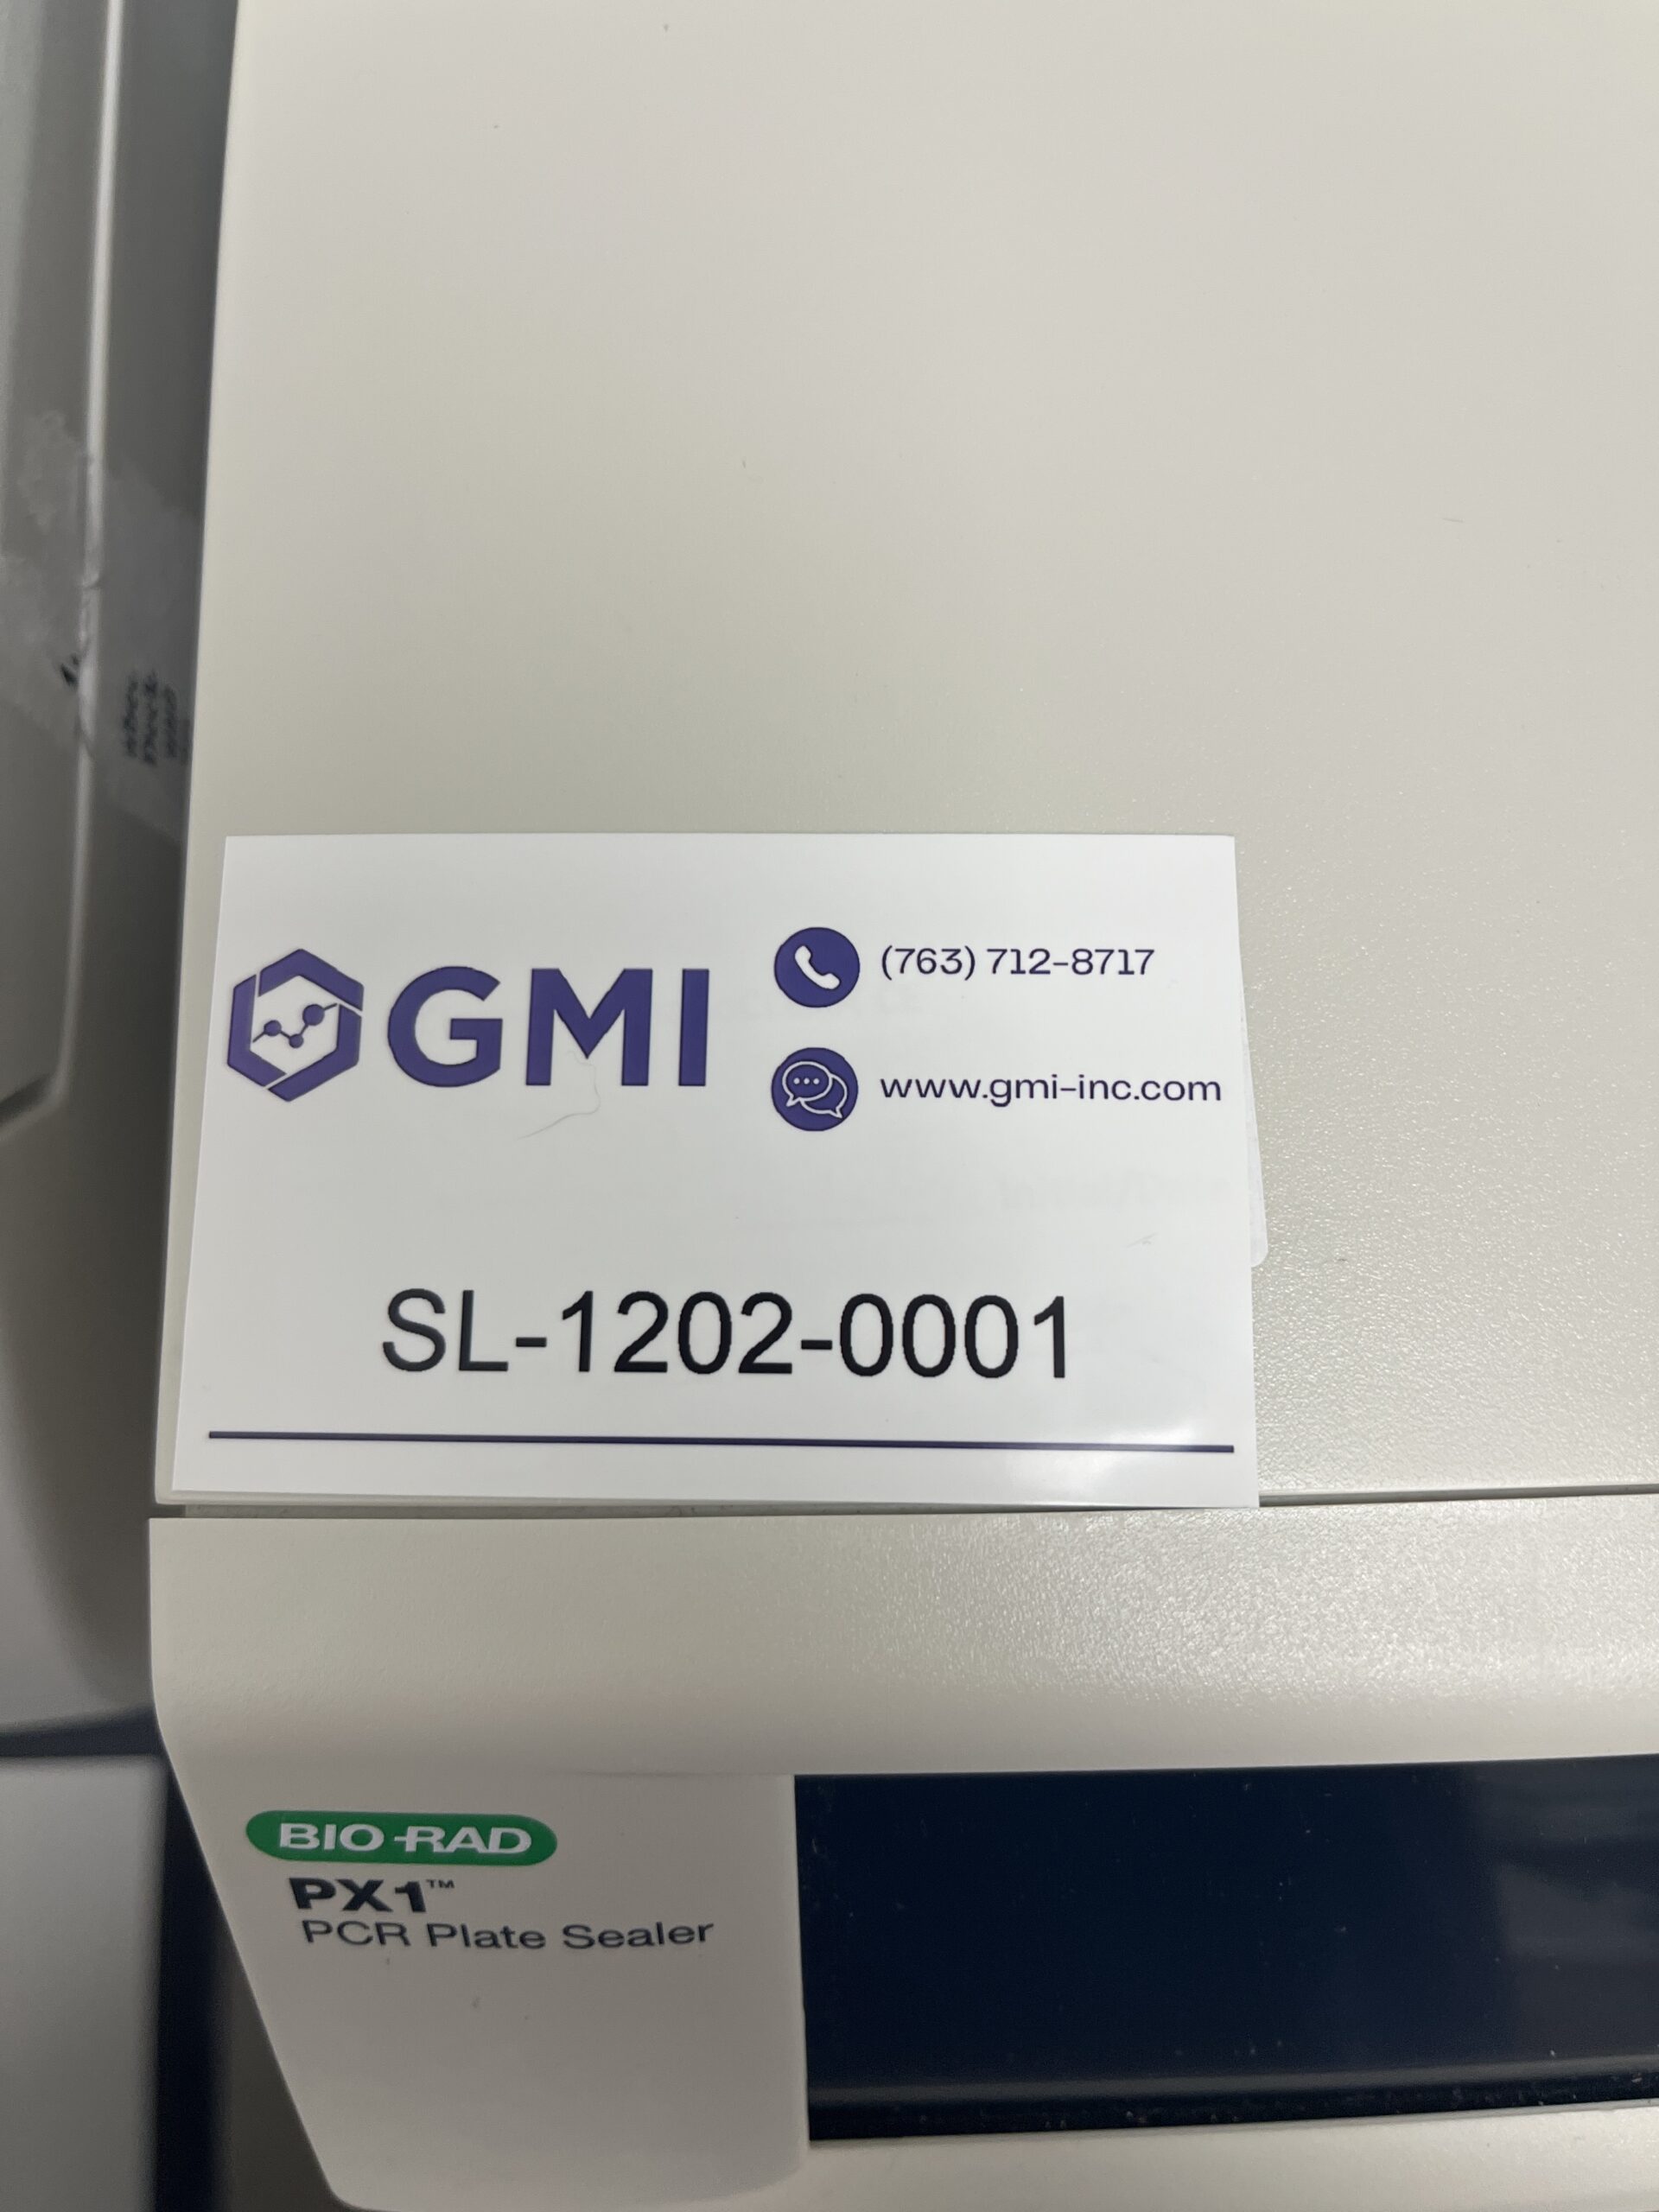 GMI
(763) 712-8717
www.gmi-inc.com
SL-1202-0001
BIO-RAD
PX1™
PCR Plate Sealer